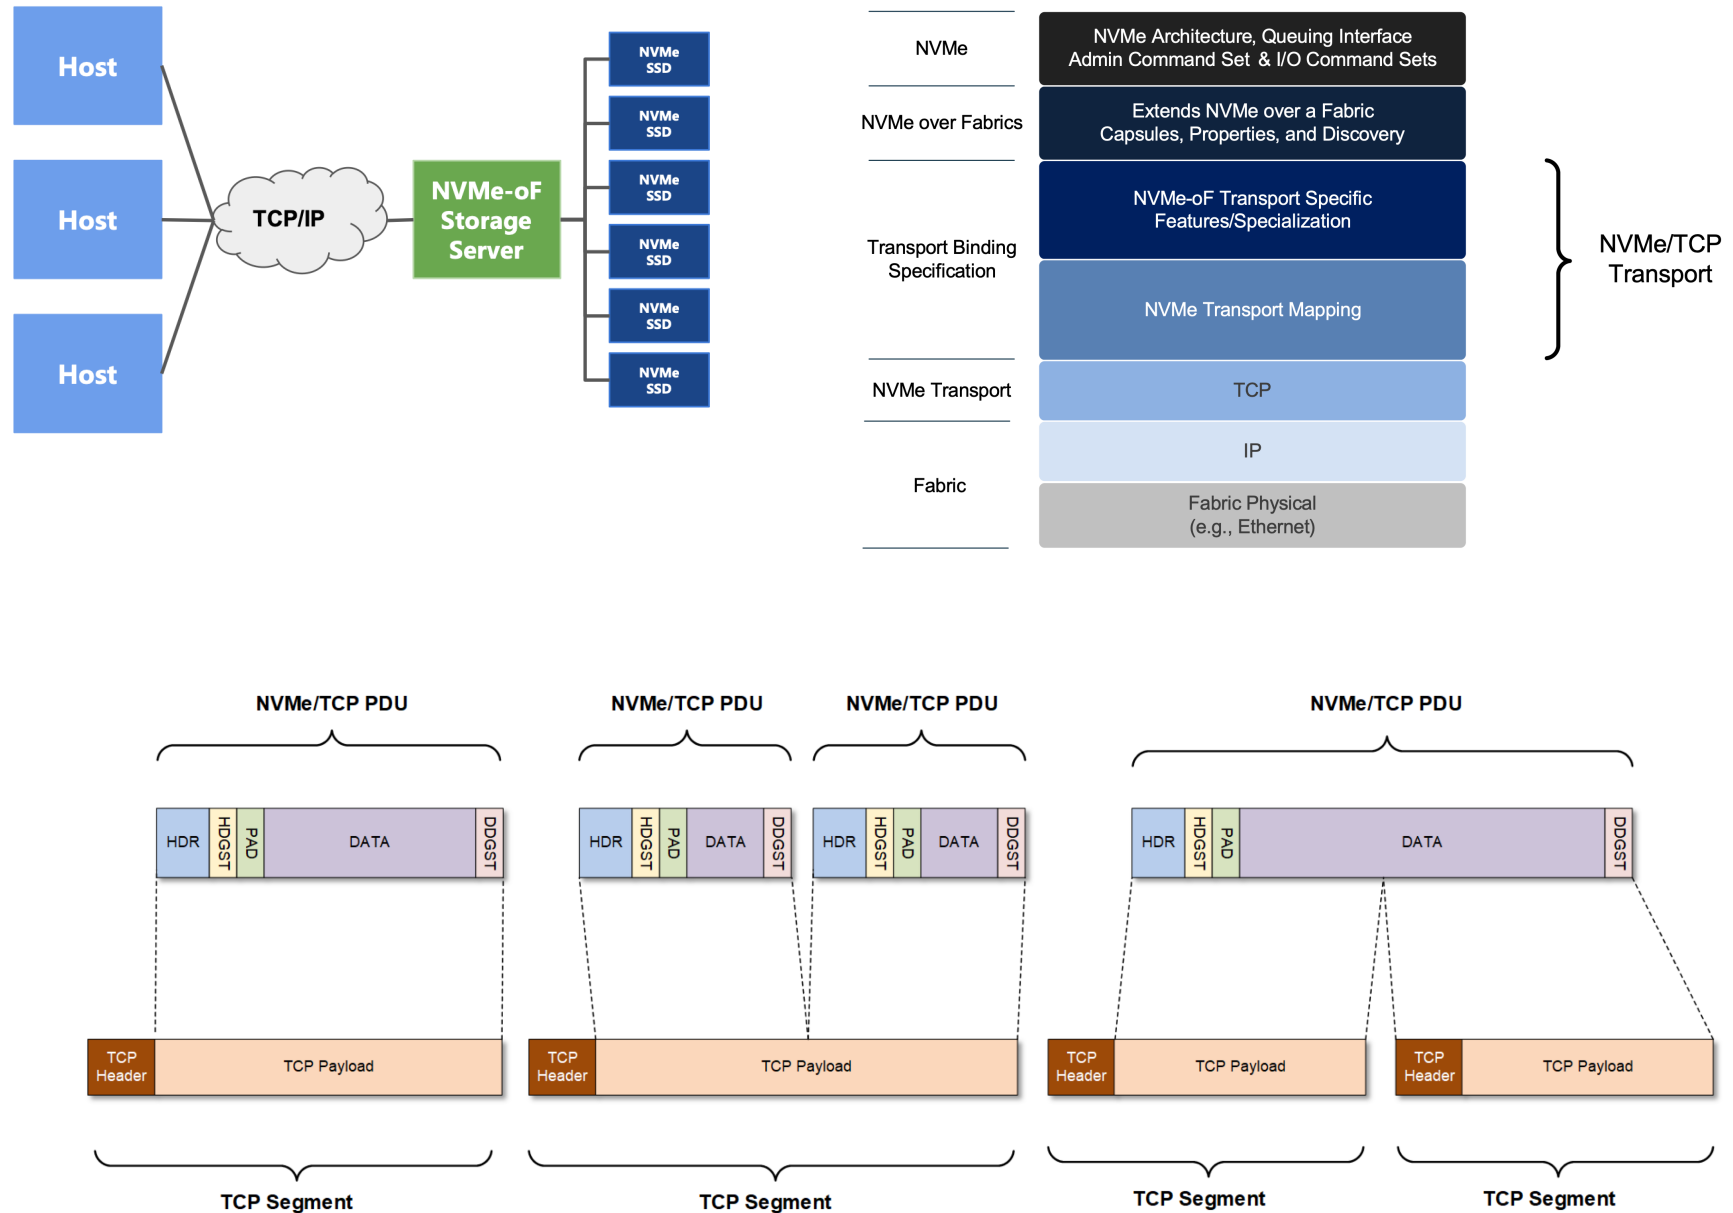 Host
Host
Host
TCP/IP
NVMe-oF
Storage
Server
NVMe
SSD
NVMe
SSD
NVMe
SSD
NVMe
SSD
NVMe
SSD
NVMe
SSD
NVMe
NVMe Architecture, Queuing Interface
Admin Command Set & I/O Command Sets
NVMe over Fabrics
Extends NVMe over a Fabric
Capsules, Properties, and Discovery
Transport Binding
Specification
NVMe-oF Transport Specific
Features/Specialization
NVMe Transport Mapping
NVMe/TCP
Transport
NVMe Transport
TCP
Fabric
IP
Fabric Physical
(e.g., Ethernet)
NVMe/TCP PDU
HDR
HDGST
PAD
DATA
DDGST
TCP
Header
TCP Payload
TCP Segment
NVMe/TCP PDU
NVMe/TCP PDU
HDR
HDGST
PAD
DATA
DDGST
HDR
HDGST
PAD
DATA
DDGST
TCP
Header
TCP Payload
TCP Segment
NVMe/TCP PDU
HDR
HDGST
PAD
DATA
DDGST
TCP
Header
TCP Payload
TCP
Header
TCP Payload
TCP Segment
TCP Segment